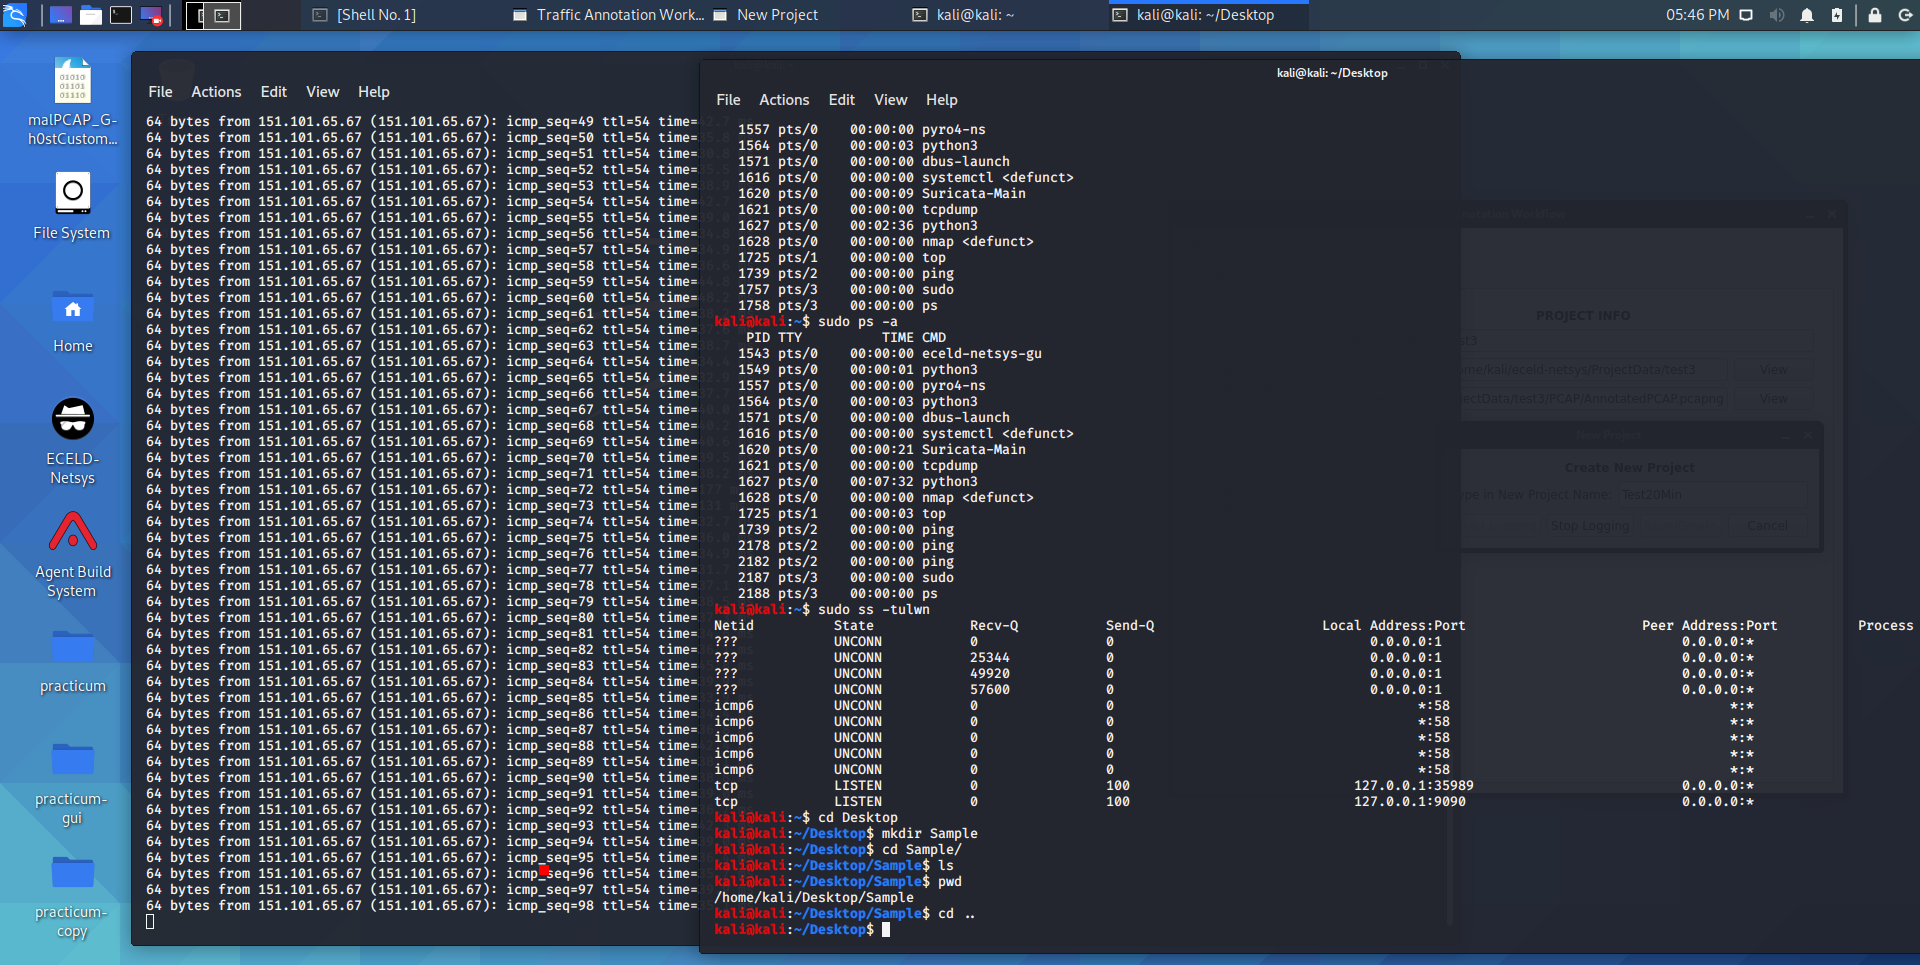 [Shell No. 1]
Traffic Annotation Work...
New Project
kali@kali: ~
kali@kali: ~/Desktop
05:46 PM
malPCAP_G-
h0stCustom...
File System
Home
ECELD-
Netsys
Agent Build
System
practicum
practicum-
gui
practicum-
copy
File Actions Edit View Help
64 bytes from 151.101.65.67 (151.101.65.67): icmp_seq=49 ttl=54 time=
64 bytes from 151.101.65.67 (151.101.65.67): icmp_seq=50 ttl=54 time=
64 bytes from 151.101.65.67 (151.101.65.67): icmp_seq=51 ttl=54 time=
64 bytes from 151.101.65.67 (151.101.65.67): icmp_seq=52 ttl=54 time=
64 bytes from 151.101.65.67 (151.101.65.67): icmp_seq=53 ttl=54 time=
64 bytes from 151.101.65.67 (151.101.65.67): icmp_seq=54 ttl=54 time=
64 bytes from 151.101.65.67 (151.101.65.67): icmp_seq=55 ttl=54 time=
64 bytes from 151.101.65.67 (151.101.65.67): icmp_seq=56 ttl=54 time=
64 bytes from 151.101.65.67 (151.101.65.67): icmp_seq=57 ttl=54 time=
64 bytes from 151.101.65.67 (151.101.65.67): icmp_seq=58 ttl=54 time=
64 bytes from 151.101.65.67 (151.101.65.67): icmp_seq=59 ttl=54 time=
64 bytes from 151.101.65.67 (151.101.65.67): icmp_seq=60 ttl=54 time=
64 bytes from 151.101.65.67 (151.101.65.67): icmp_seq=61 ttl=54 time=
64 bytes from 151.101.65.67 (151.101.65.67): icmp_seq=62 ttl=54 time=
64 bytes from 151.101.65.67 (151.101.65.67): icmp_seq=63 ttl=54 time=
64 bytes from 151.101.65.67 (151.101.65.67): icmp_seq=64 ttl=54 time=
64 bytes from 151.101.65.67 (151.101.65.67): icmp_seq=65 ttl=54 time=
64 bytes from 151.101.65.67 (151.101.65.67): icmp_seq=66 ttl=54 time=
64 bytes from 151.101.65.67 (151.101.65.67): icmp_seq=67 ttl=54 time=
64 bytes from 151.101.65.67 (151.101.65.67): icmp_seq=68 ttl=54 time=
64 bytes from 151.101.65.67 (151.101.65.67): icmp_seq=69 ttl=54 time=
64 bytes from 151.101.65.67 (151.101.65.67): icmp_seq=70 ttl=54 time=
64 bytes from 151.101.65.67 (151.101.65.67): icmp_seq=71 ttl=54 time=
64 bytes from 151.101.65.67 (151.101.65.67): icmp_seq=72 ttl=54 time=
64 bytes from 151.101.65.67 (151.101.65.67): icmp_seq=73 ttl=54 time=
64 bytes from 151.101.65.67 (151.101.65.67): icmp_seq=74 ttl=54 time=
64 bytes from 151.101.65.67 (151.101.65.67): icmp_seq=75 ttl=54 time=
64 bytes from 151.101.65.67 (151.101.65.67): icmp_seq=76 ttl=54 time=
64 bytes from 151.101.65.67 (151.101.65.67): icmp_seq=77 ttl=54 time=
64 bytes from 151.101.65.67 (151.101.65.67): icmp_seq=78 ttl=54 time=
64 bytes from 151.101.65.67 (151.101.65.67): icmp_seq=79 ttl=54 time=
64 bytes from 151.101.65.67 (151.101.65.67): icmp_seq=80 ttl=54 time=
64 bytes from 151.101.65.67 (151.101.65.67): icmp_seq=81 ttl=54 time=
64 bytes from 151.101.65.67 (151.101.65.67): icmp_seq=82 ttl=54 time=
64 bytes from 151.101.65.67 (151.101.65.67): icmp_seq=83 ttl=54 time=
64 bytes from 151.101.65.67 (151.101.65.67): icmp_seq=84 ttl=54 time=
64 bytes from 151.101.65.67 (151.101.65.67): icmp_seq=85 ttl=54 time=
64 bytes from 151.101.65.67 (151.101.65.67): icmp_seq=86 ttl=54 time=
64 bytes from 151.101.65.67 (151.101.65.67): icmp_seq=87 ttl=54 time=
64 bytes from 151.101.65.67 (151.101.65.67): icmp_seq=88 ttl=54 time=
64 bytes from 151.101.65.67 (151.101.65.67): icmp_seq=89 ttl=54 time=
64 bytes from 151.101.65.67 (151.101.65.67): icmp_seq=90 ttl=54 time=
64 bytes from 151.101.65.67 (151.101.65.67): icmp_seq=91 ttl=54 time=
64 bytes from 151.101.65.67 (151.101.65.67): icmp_seq=92 ttl=54 time=
64 bytes from 151.101.65.67 (151.101.65.67): icmp_seq=93 ttl=54 time=
64 bytes from 151.101.65.67 (151.101.65.67): icmp_seq=94 ttl=54 time=
64 bytes from 151.101.65.67 (151.101.65.67): icmp_seq=95 ttl=54 time=
64 bytes from 151.101.65.67 (151.101.65.67): icmp_seq=96 ttl=54 time=
64 bytes from 151.101.65.67 (151.101.65.67): icmp_seq=97 ttl=54 time=
64 bytes from 151.101.65.67 (151.101.65.67): icmp_seq=98 ttl=54 time=
kali@kali: ~/Desktop
File Actions Edit View Help
1557 pts/0 00:00:00 pyro4-ns
1564 pts/0 00:00:03 python3
1571 pts/0 00:00:00 dbus-launch
1616 pts/0 00:00:00 systemctl <defunct>
1620 pts/0 00:00:09 Suricata-Main
1621 pts/0 00:00:00 tcpdump
1627 pts/0 00:02:36 python3
1628 pts/0 00:00:00 nmap <defunct>
1725 pts/1 00:00:00 top
1739 pts/2 00:00:00 ping
1757 pts/3 00:00:00 sudo
1758 pts/3 00:00:00 ps
kali@kali:~$ sudo ps -a
PID TTY TIME CMD
1543 pts/0 00:00:00 eceld-netsys-gu
1549 pts/0 00:00:01 python3
1557 pts/0 00:00:00 pyro4-ns
1564 pts/0 00:00:03 python3
1571 pts/0 00:00:00 dbus-launch
1616 pts/0 00:00:00 systemctl <defunct>
1620 pts/0 00:00:21 Suricata-Main
1621 pts/0 00:00:00 tcpdump
1627 pts/0 00:07:32 python3
1628 pts/0 00:00:00 nmap <defunct>
1725 pts/1 00:00:03 top
1739 pts/2 00:00:00 ping
2178 pts/2 00:00:00 ping
2182 pts/2 00:00:00 ping
2187 pts/3 00:00:00 sudo
2188 pts/3 00:00:00 ps
kali@kali:~$ sudo ss -tulwn
Netid State Recv-Q Send-Q Local Address:Port Peer Address:Port Process
??? UNCONN 0 0 0.0.0.0:1 0.0.0.0:*
??? UNCONN 25344 0 0.0.0.0:1 0.0.0.0:*
??? UNCONN 49920 0 0.0.0.0:1 0.0.0.0:*
??? UNCONN 57600 0 0.0.0.0:1 0.0.0.0:*
icmp6 UNCONN 0 0 *:58 *:*
icmp6 UNCONN 0 0 *:58 *:*
icmp6 UNCONN 0 0 *:58 *:*
icmp6 UNCONN 0 0 *:58 *:*
icmp6 UNCONN 0 0 *:58 *:*
tcp LISTEN 0 100 127.0.0.1:35989 0.0.0.0:*
tcp LISTEN 0 100 127.0.0.1:9090 0.0.0.0:*
kali@kali:~$ cd Desktop
kali@kali:~/Desktop$ mkdir Sample
kali@kali:~/Desktop$ cd Sample/
kali@kali:~/Desktop/Sample$ ls
kali@kali:~/Desktop/Sample$ pwd
/home/kali/Desktop/Sample
kali@kali:~/Desktop/Sample$ cd ..
kali@kali:~/Desktop$
PROJECT INFO
st3
ome/kali/eceld-netsys/ProjectData/test3 View
jectData/test3/PCAP/AnnotatedPCAP.pcapng View
New Project
Create New Project
ype in New Project Name Test20Min
Stop Logging Cancel